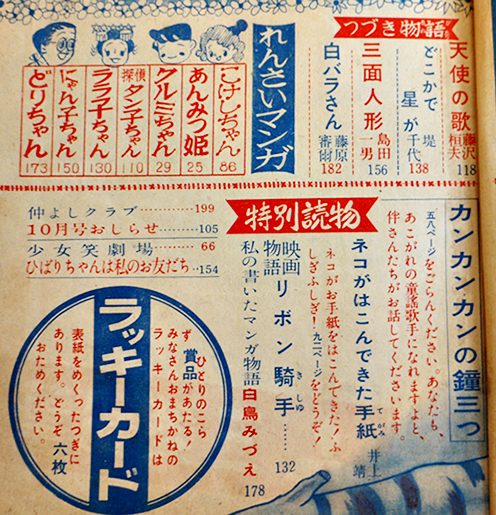 つづき物語
天使の歌 藤沢桓夫 118
どこかで星が 堤千代 138
三面人形 島田一男 156
白バラさん 藤原審爾 182
れんさいマンガ
こけしちゃん 86
あんみつ姫 25
クルミちゃん 29
探偵タン子ちゃん 110
ララ子ちゃん 130
にゃん子ちゃん 150
どりちゃん 173
カンカンカンの鐘三つ
五八ページをごらんください。あなたも、
あこがれの童謡歌手になれますよと、
伴さんたちがお話してくださいます。
特別読物
ネコがはこんできた手紙 井上靖
てがみ
ネコがお手紙をはこんできた!ふ
しぎふしぎ!九二ページをどうぞ!
映画物語 リボン騎手…… 132
きしゅ
私の書いたマンガ物語 白鳥みづえ 178
仲よしクラブ 199
10月号おしらせ 105
少女笑劇場 66
ひばりちゃんは私のお友だち 154
ラッキーカード
ひとりのこら
ず賞品があたる!
みなさんおまちかねの
ラッキーカードは
表紙をめくったつぎに
あります。どうぞ六枚
おためください。